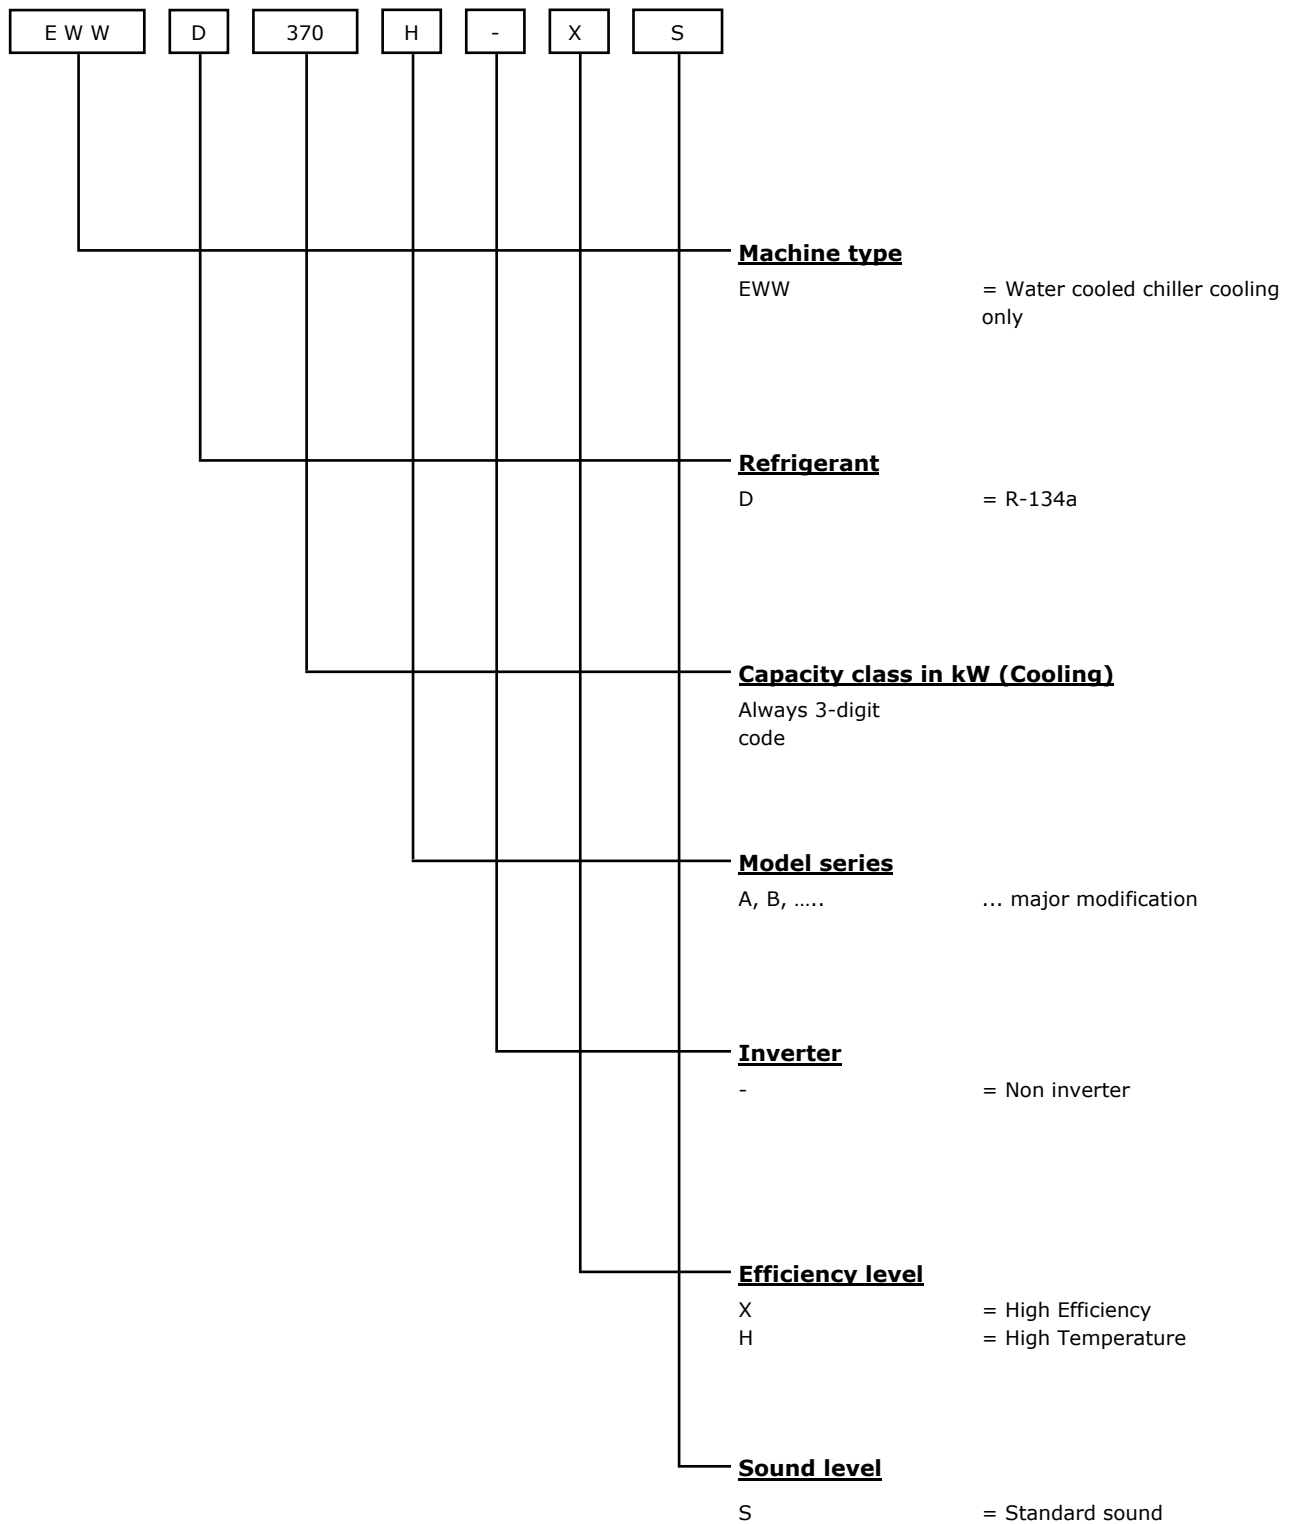 E W W D 370 H - X S
Machine type
EWW = Water cooled chiller cooling
only
Refrigerant
D = R-134a
Capacity class in kW (Cooling)
Always 3-digit
code
Model series
A, B, ….. ... major modification
Inverter
- = Non inverter
Efficiency level
X = High Efficiency
H = High Temperature
Sound level
S = Standard sound